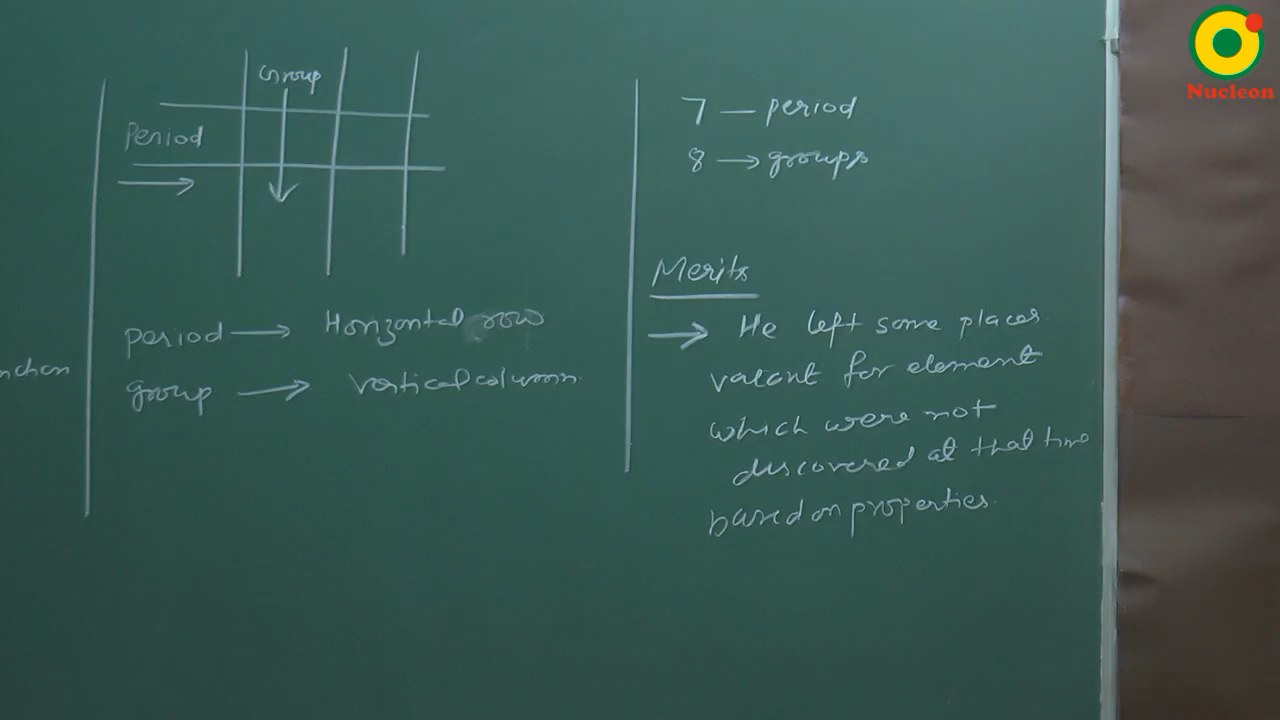 Group
Period
period → Horizontal row
group → vertical column.
7 — period
8 → groups
Merits
→ He left some places
vacant for element
which were not
discovered at that time
based on properties.
Nucleon